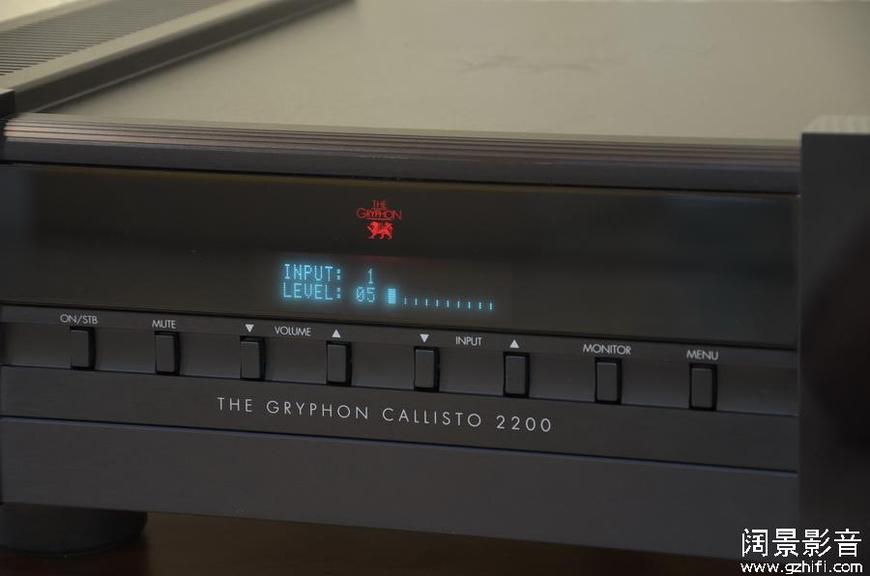 THE
GRYPHON
INPUT: 1
LEVEL: 05
ON/STB MUTE ▼ VOLUME ▲ ▼ INPUT ▲ MONITOR MENU
THE GRYPHON CALLISTO 2200
阔景影音
www.gzhifi.com